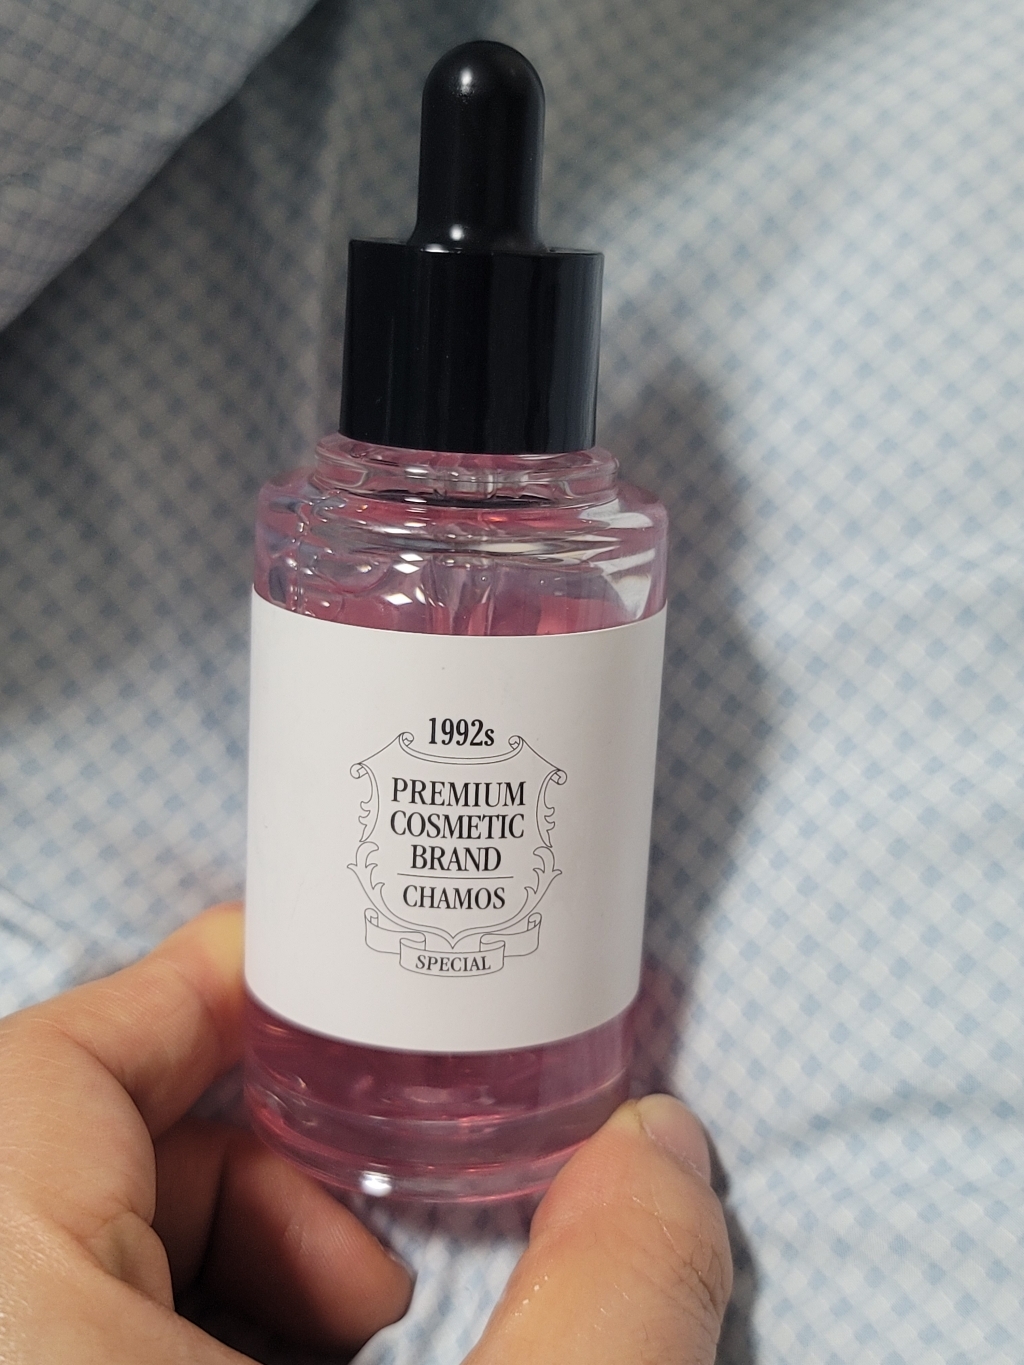 1992s
PREMIUM
COSMETIC
BRAND
CHAMOS
SPECIAL